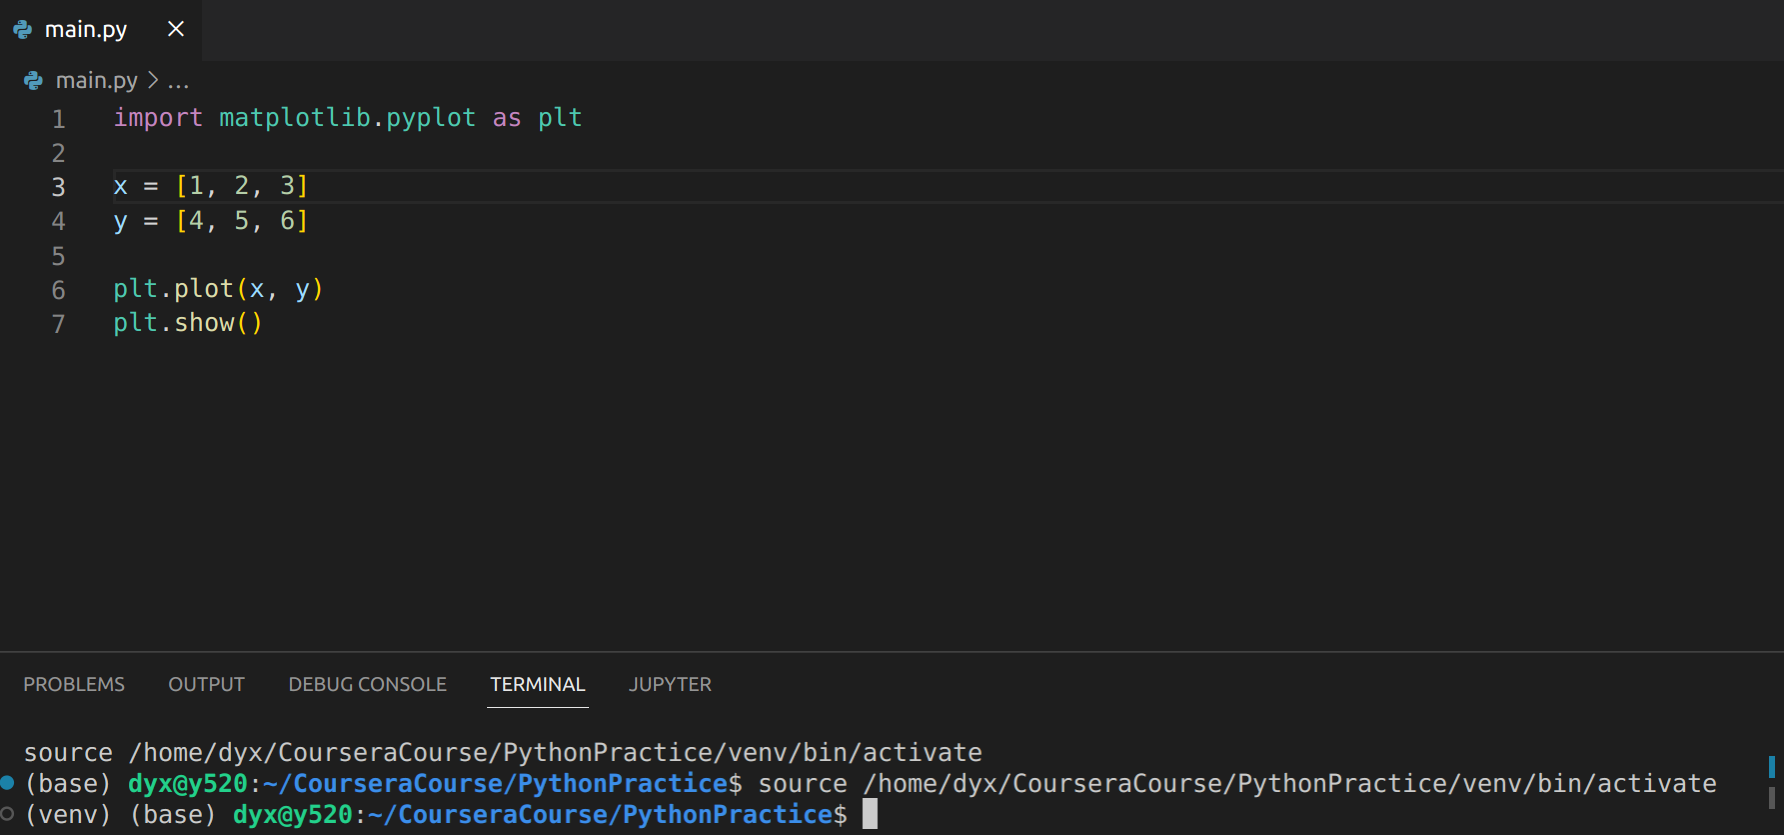 main.py
main.py > ...
1 import matplotlib.pyplot as plt
2
3 x = [1, 2, 3]
4 y = [4, 5, 6]
5
6 plt.plot(x, y)
7 plt.show()
PROBLEMS OUTPUT DEBUG CONSOLE TERMINAL JUPYTER
source /home/dyx/CourseraCourse/PythonPractice/venv/bin/activate
(base) dyx@y520:~/CourseraCourse/PythonPractice$ source /home/dyx/CourseraCourse/PythonPractice/venv/bin/activate
(venv) (base) dyx@y520:~/CourseraCourse/PythonPractice$